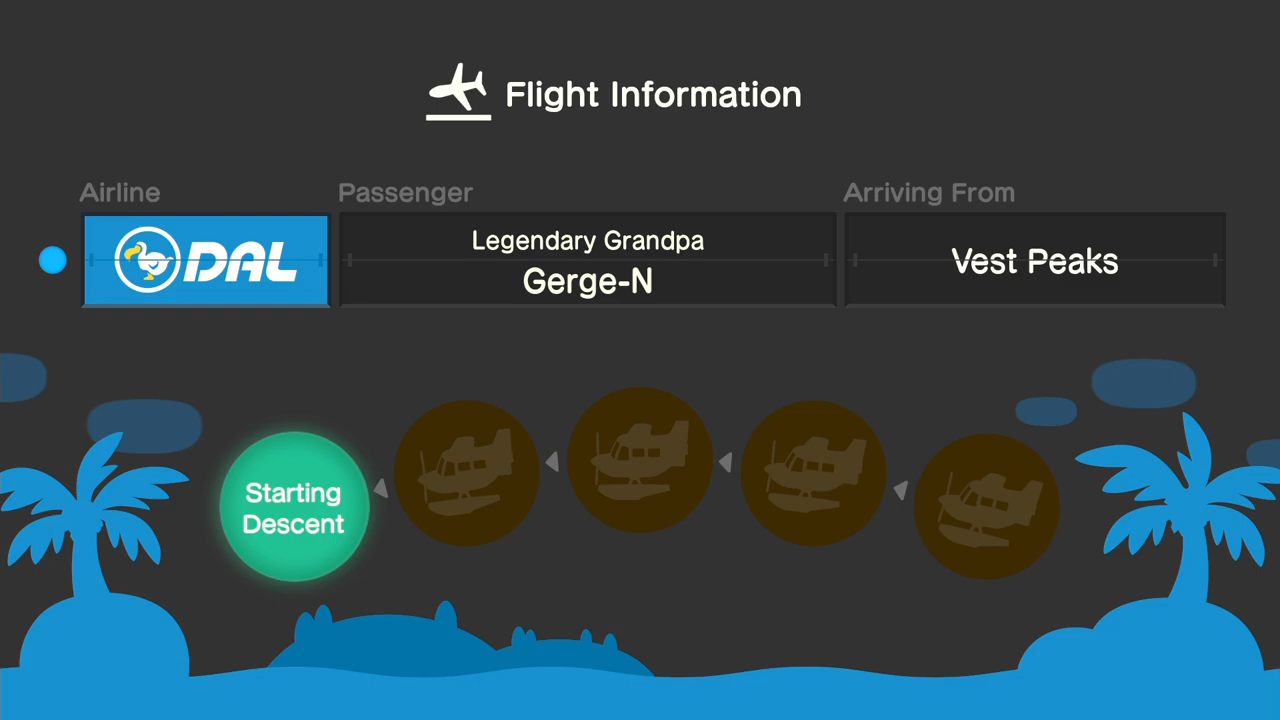 Flight Information
Airline
Passenger
Arriving From
DAL
Legendary Grandpa
Gerge-N
Vest Peaks
Starting
Descent